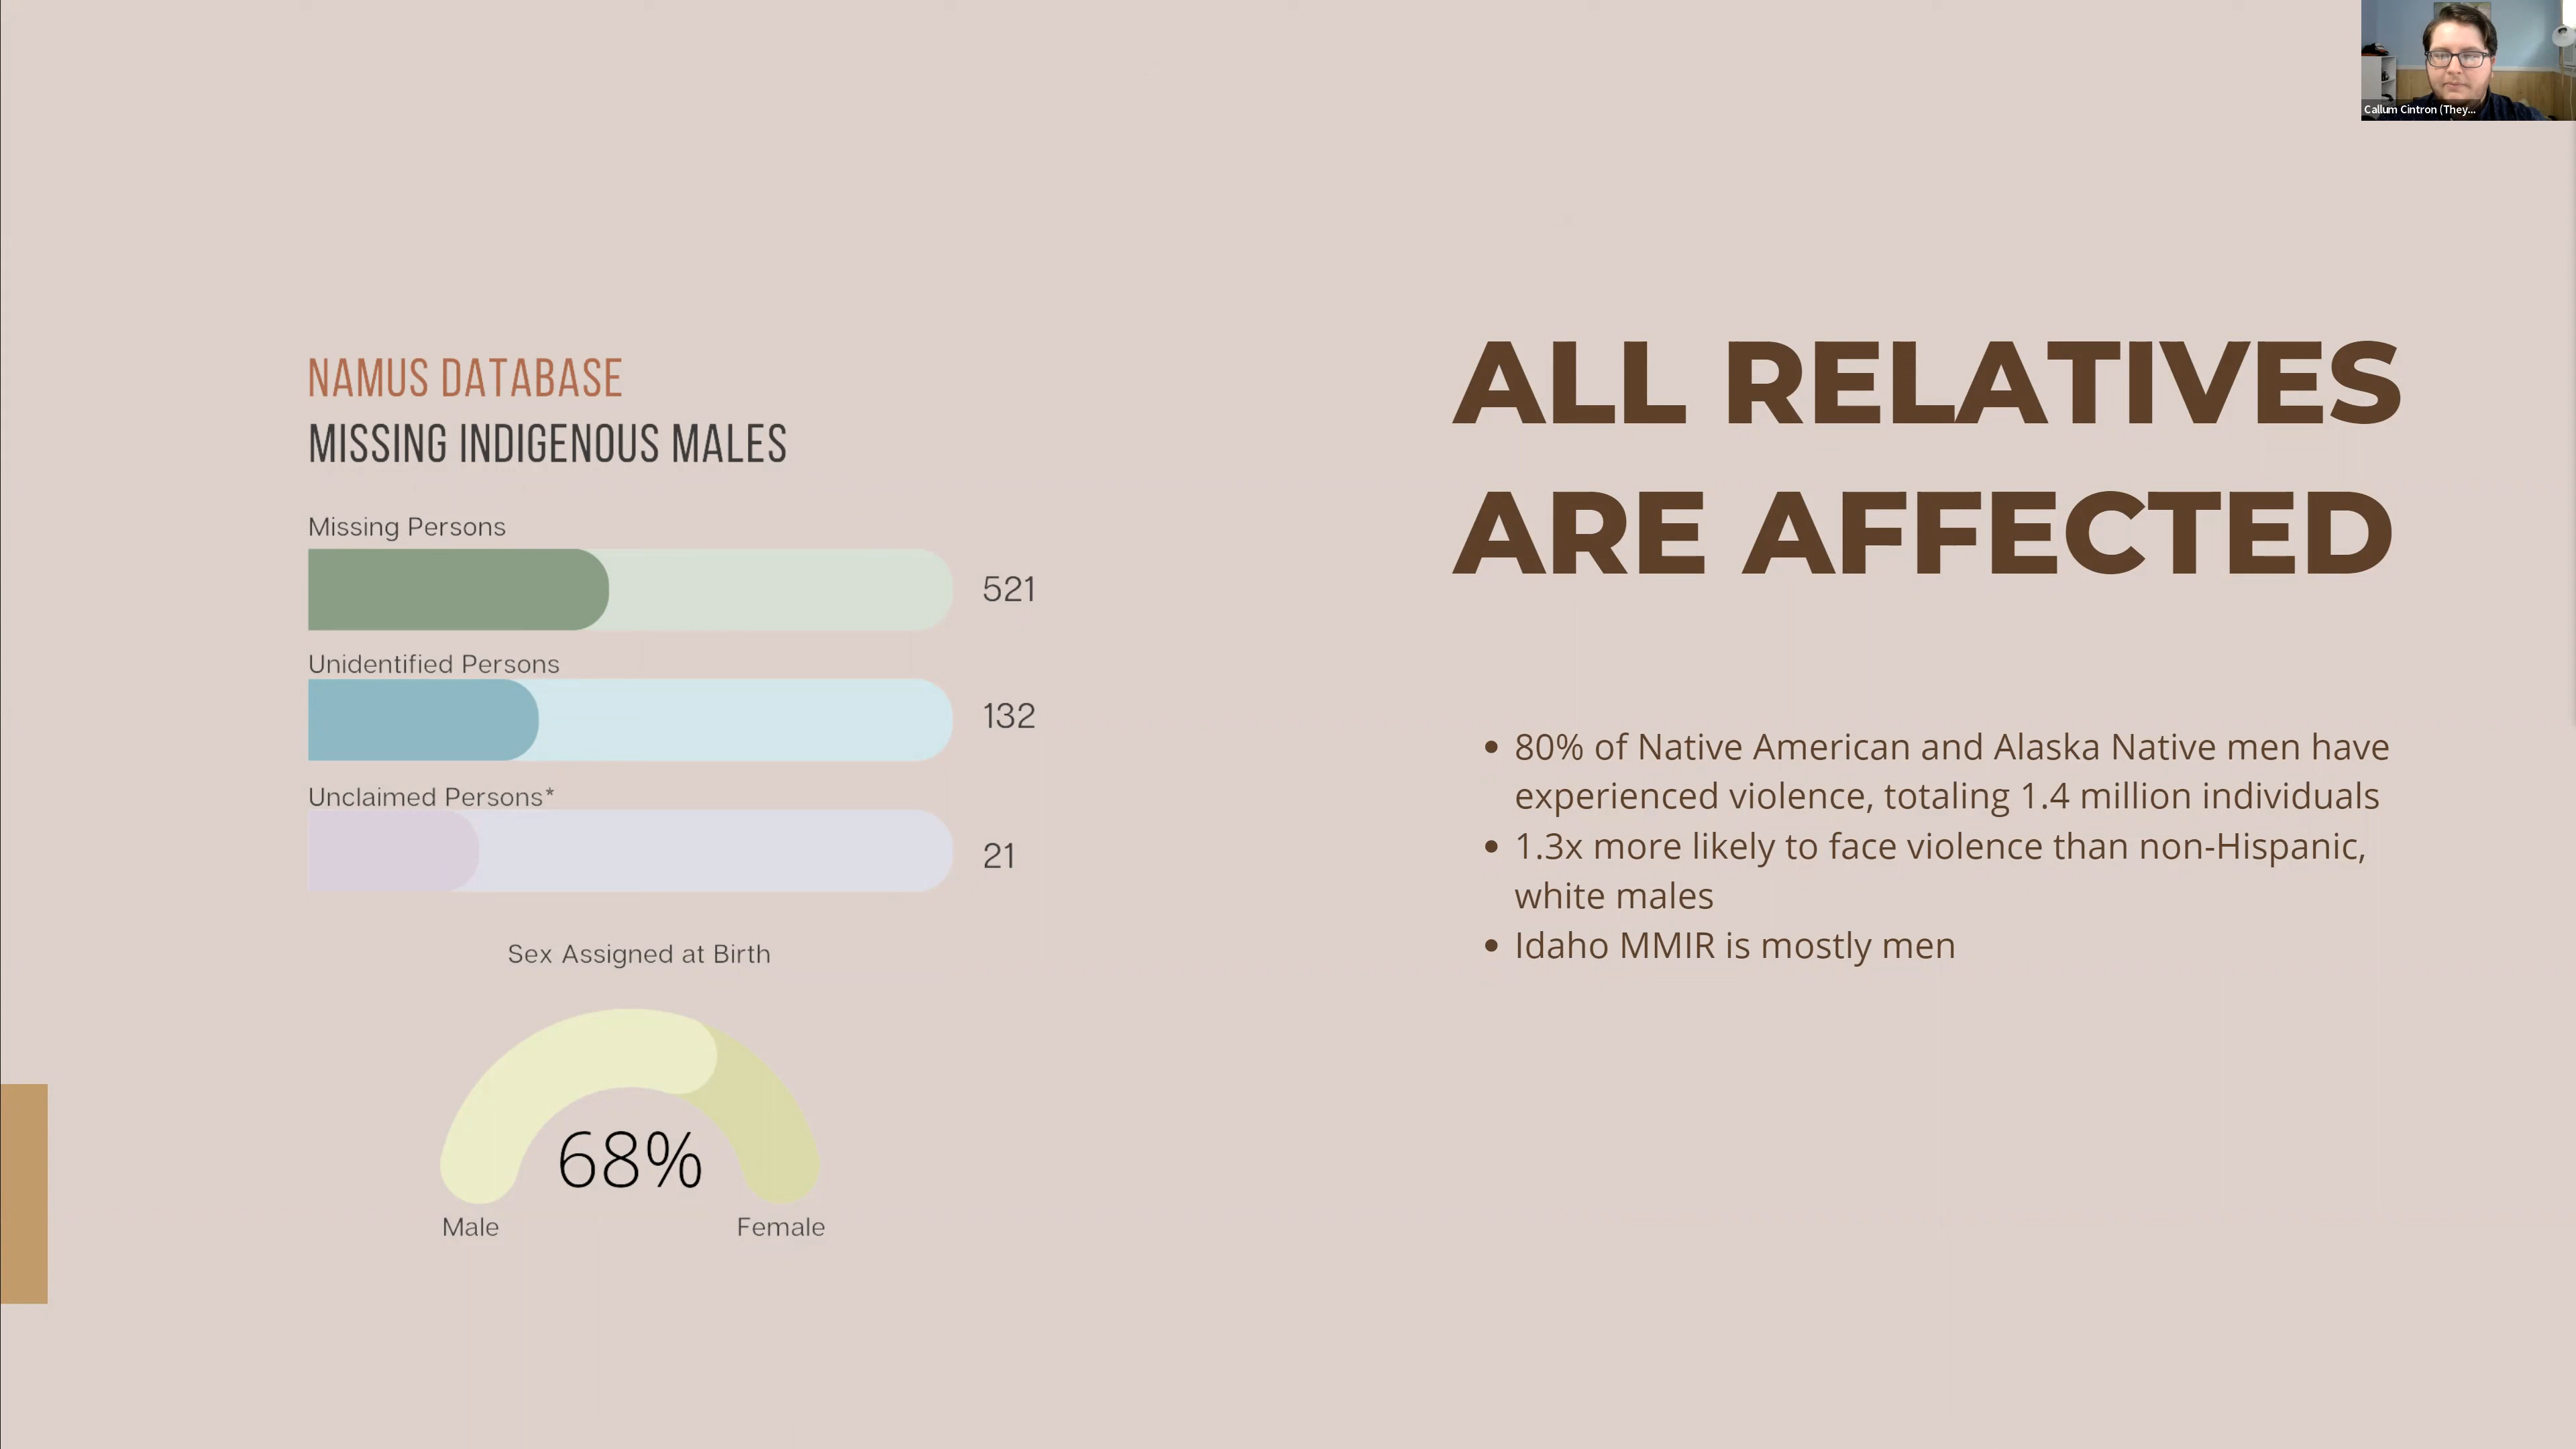 Callum Cintron (They...
NAMUS DATABASE
MISSING INDIGENOUS MALES
Missing Persons
521
Unidentified Persons
132
Unclaimed Persons*
21
Sex Assigned at Birth
68%
Male
Female
ALL RELATIVES
ARE AFFECTED
• 80% of Native American and Alaska Native men have
experienced violence, totaling 1.4 million individuals
• 1.3x more likely to face violence than non-Hispanic,
white males
• Idaho MMIR is mostly men